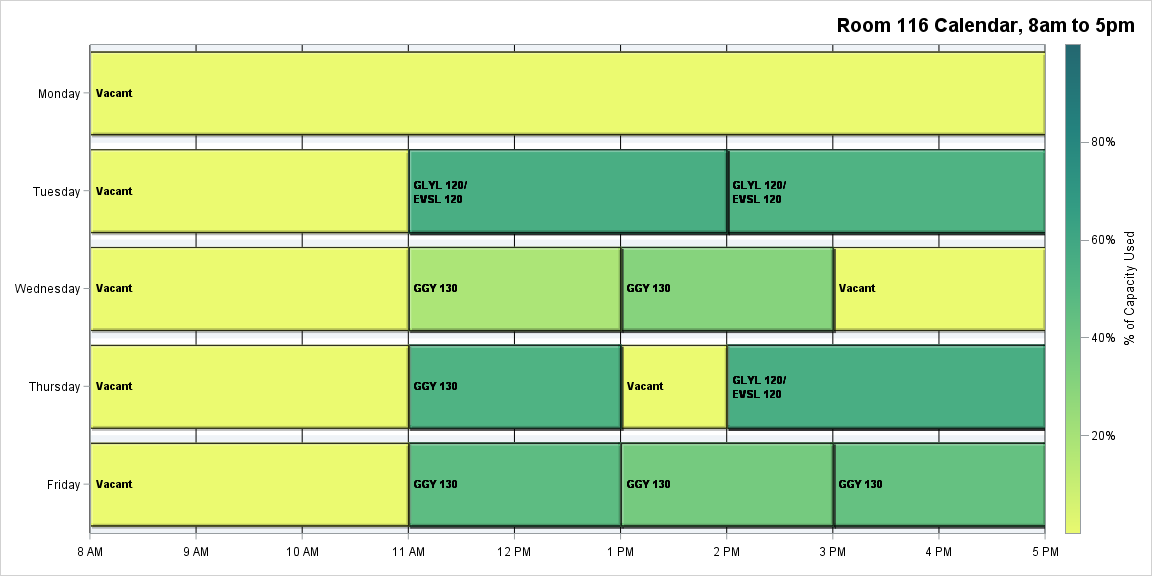 Room 116 Calendar, 8am to 5pm
Monday
Vacant
Tuesday
Vacant
GLYL 120/
EVSL 120
GLYL 120/
EVSL 120
Wednesday
Vacant
GGY 130
GGY 130
Vacant
Thursday
Vacant
GGY 130
Vacant
GLYL 120/
EVSL 120
Friday
Vacant
GGY 130
GGY 130
GGY 130
8 AM
9 AM
10 AM
11 AM
12 PM
1 PM
2 PM
3 PM
4 PM
5 PM
80%
60%
40%
20%
% of Capacity Used